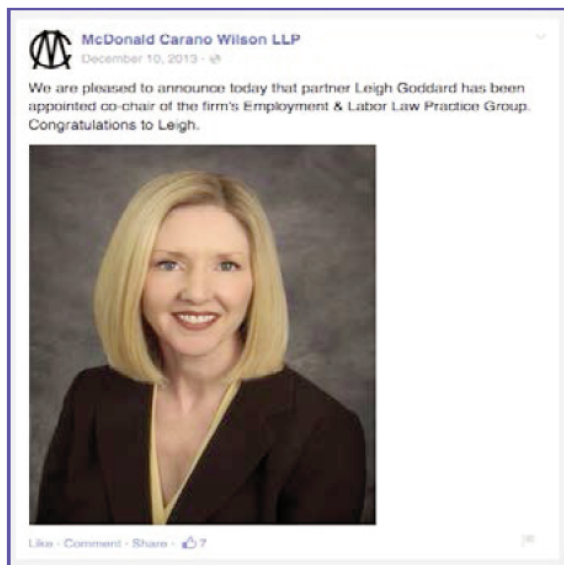 McDonald Carano Wilson LLP
December 10, 2013 ·
We are pleased to announce today that partner Leigh Goddard has been
appointed co-chair of the firm's Employment & Labor Law Practice Group.
Congratulations to Leigh.
Like · Comment · Share · 7